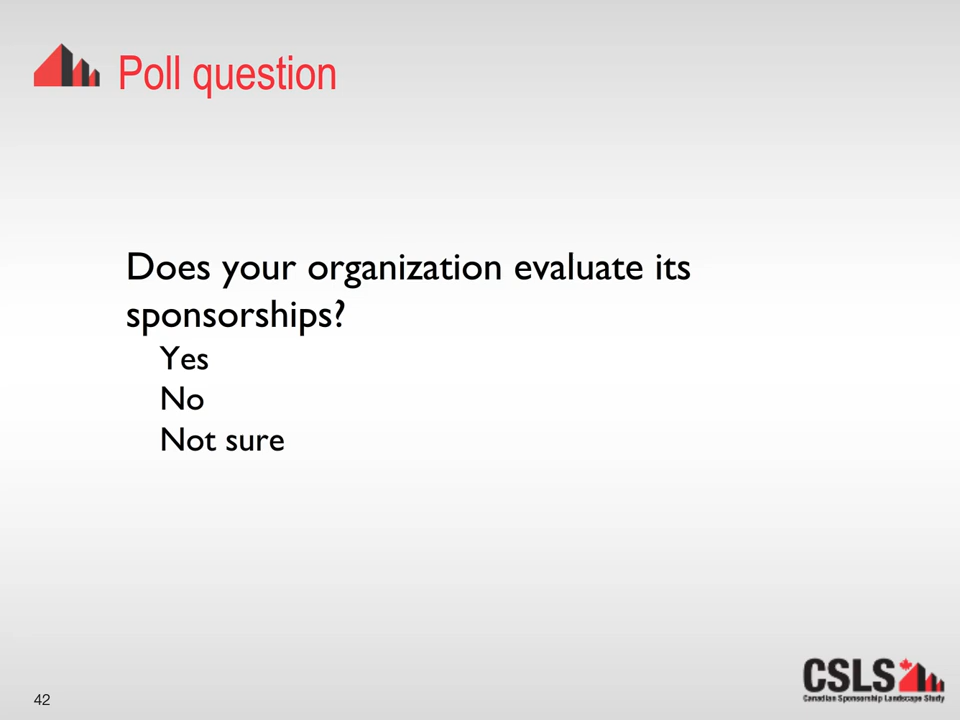 Poll question
Does your organization evaluate its
sponsorships?
Yes
No
Not sure
42
CSLS
Canadian Sponsorship Landscape Study